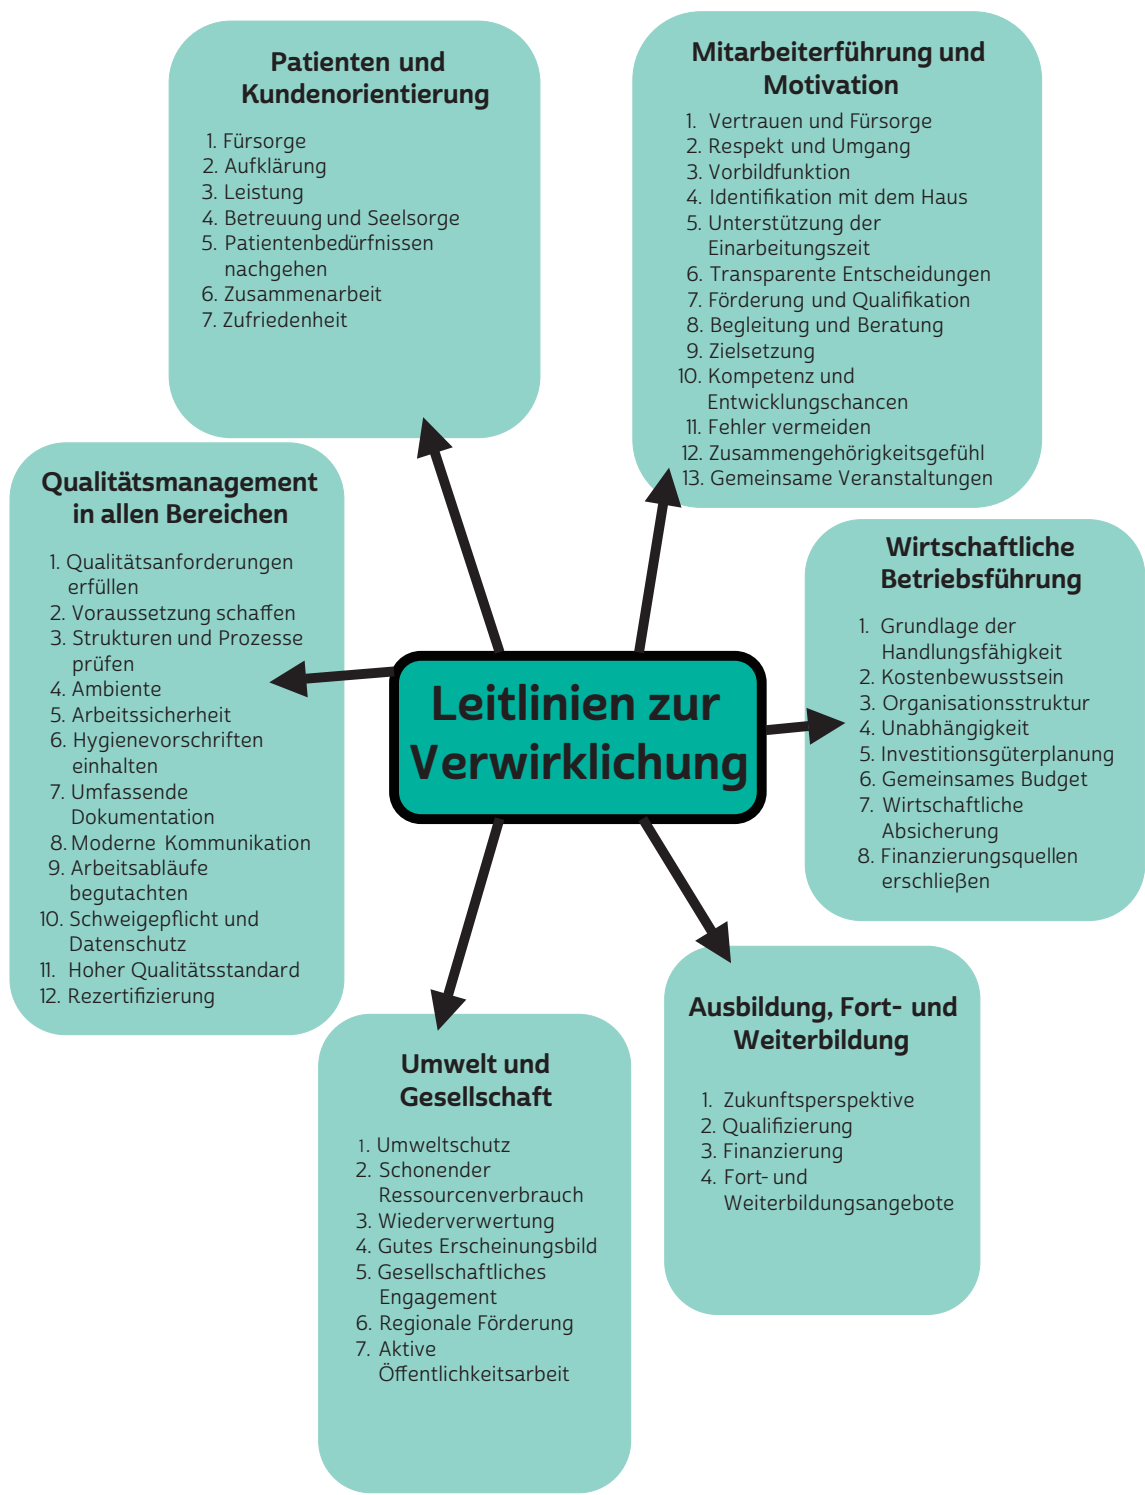 Patienten und
Kundenorientierung
1. Fürsorge
2. Aufklärung
3. Leistung
4. Betreuung und Seelsorge
5. Patientenbedürfnissen
nachgehen
6. Zusammenarbeit
7. Zufriedenheit
Mitarbeiterführung und
Motivation
1. Vertrauen und Fürsorge
2. Respekt und Umgang
3. Vorbildfunktion
4. Identifikation mit dem Haus
5. Unterstützung der
Einarbeitungszeit
6. Transparente Entscheidungen
7. Förderung und Qualifikation
8. Begleitung und Beratung
9. Zielsetzung
10. Kompetenz und
Entwicklungschancen
11. Fehler vermeiden
12. Zusammengehörigkeitsgefühl
13. Gemeinsame Veranstaltungen
Qualitätsmanagement
in allen Bereichen
1. Qualitätsanforderungen
erfüllen
2. Voraussetzung schaffen
3. Strukturen und Prozesse
prüfen
4. Ambiente
5. Arbeitssicherheit
6. Hygienevorschriften
einhalten
7. Umfassende
Dokumentation
8. Moderne Kommunikation
9. Arbeitsabläufe
begutachten
10. Schweigepflicht und
Datenschutz
11. Hoher Qualitätsstandard
12. Rezertifizierung
Leitlinien zur
Verwirklichung
Wirtschaftliche
Betriebsführung
1. Grundlage der
Handlungsfähigkeit
2. Kostenbewusstsein
3. Organisationsstruktur
4. Unabhängigkeit
5. Investitionsgüterplanung
6. Gemeinsames Budget
7. Wirtschaftliche
Absicherung
8. Finanzierungsquellen
erschließen
Umwelt und
Gesellschaft
1. Umweltschutz
2. Schonender
Ressourcenverbrauch
3. Wiederverwertung
4. Gutes Erscheinungsbild
5. Gesellschaftliches
Engagement
6. Regionale Förderung
7. Aktive
Öffentlichkeitsarbeit
Ausbildung, Fort- und
Weiterbildung
1. Zukunftsperspektive
2. Qualifizierung
3. Finanzierung
4. Fort- und
Weiterbildungsangebote